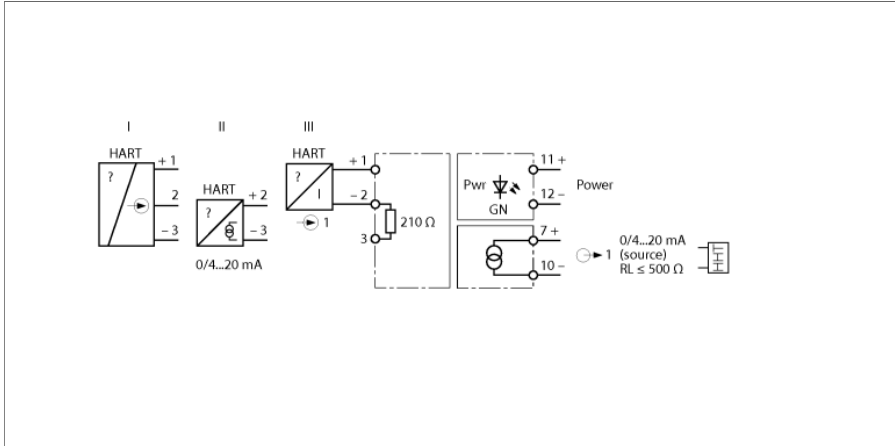 I
II
III
HART
?
+ 1
2
– 3
HART
?
+ 2
– 3
0/4...20 mA
HART
?
I
1
+ 1
– 2
3
210 Ω
Pwr
GN
11 +
12 –
Power
7 +
10 –
1
0/4...20 mA
(source)
RL ≤ 500 Ω